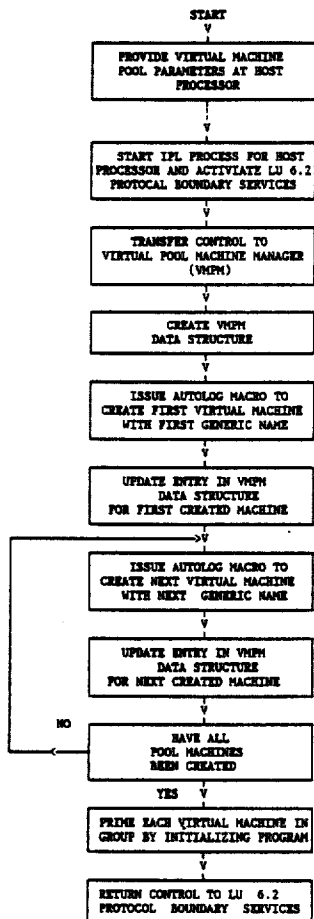 START
V
PROVIDE VIRTUAL MACHINE
POOL PARAMETERS AT HOST
PROCESSOR
V
START IPL PROCESS FOR HOST
PROCESSOR AND ACTIVIATE LU 6.2
PROTOCAL BOUNDARY SERVICES
V
TRANSFER CONTROL TO
VIRTUAL POOL MACHINE MANAGER
(VMPM)
V
CREATE VMPM
DATA STRUCTURE
V
ISSUE AUTOLOG MACRO TO
CREATE FIRST VIRTUAL MACHINE
WITH FIRST GENERIC NAME
V
UPDATE ENTRY IN VMPM
DATA STRUCTURE
FOR FIRST CREATED MACHINE
>V
ISSUE AUTOLOG MACRO TO
CREATE NEXT VIRTUAL MACHINE
WITH NEXT GENERIC NAME
V
UPDATE ENTRY IN VMPM
DATA STRUCTURE
FOR NEXT CREATED MACHINE
V
NO
<
HAVE ALL
POOL MACHINES
BEEN CREATED
YES V
PRIME EACH VIRTUAL MACHINE IN
GROUP BY INITIALIZING PROGRAM
V
RETURN CONTROL TO LU 6.2
PROTOCOL BOUNDARY SERVICES